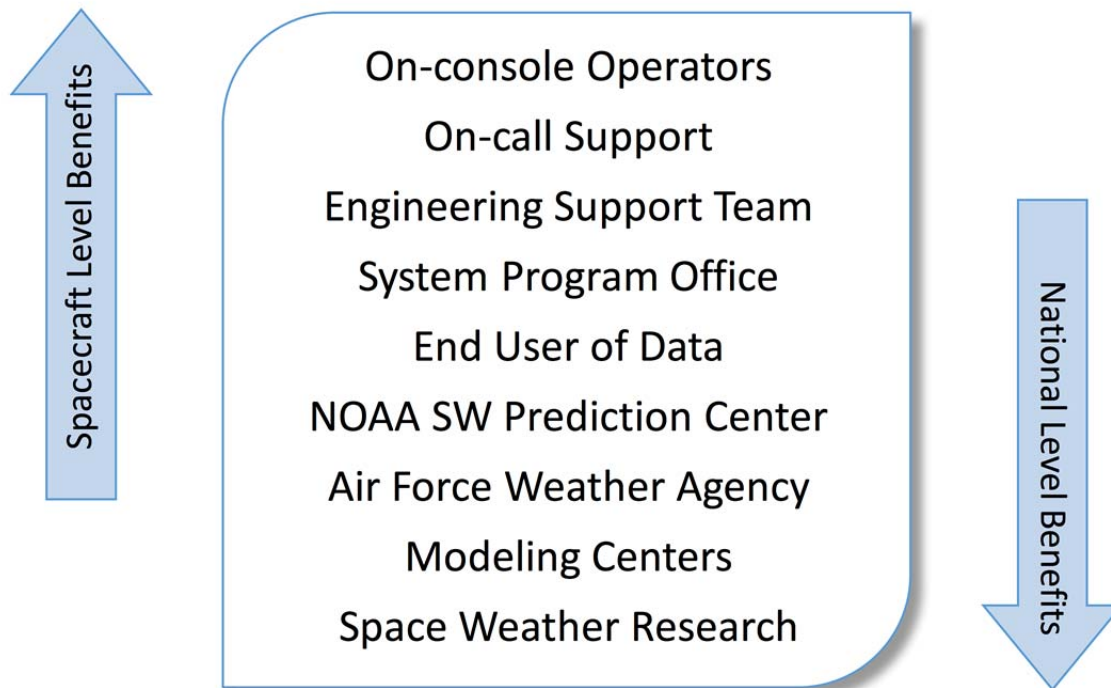 Spacecraft Level Benefits
On-console Operators
On-call Support
Engineering Support Team
System Program Office
End User of Data
NOAA SW Prediction Center
Air Force Weather Agency
Modeling Centers
Space Weather Research
National Level Benefits